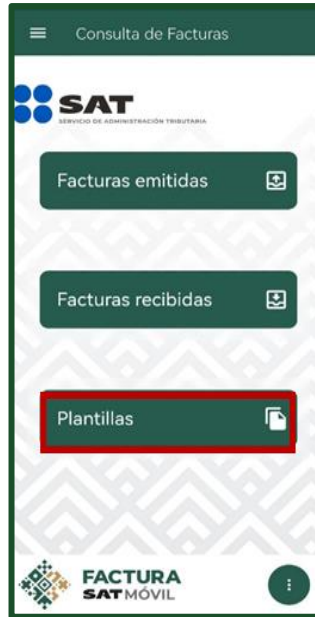 Consulta de Facturas
SAT
SERVICIO DE ADMINISTRACIÓN TRIBUTARIA
Facturas emitidas
Facturas recibidas
Plantillas
FACTURA
SAT MÓVIL